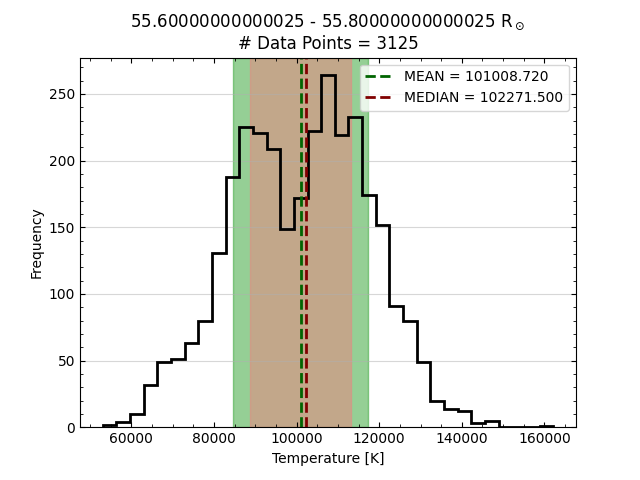 55.60000000000025 - 55.80000000000025 R⊙
# Data Points = 3125
MEAN = 101008.720
MEDIAN = 102271.500
Frequency
250
200
150
100
50
0
60000 80000 100000 120000 140000 160000
Temperature [K]